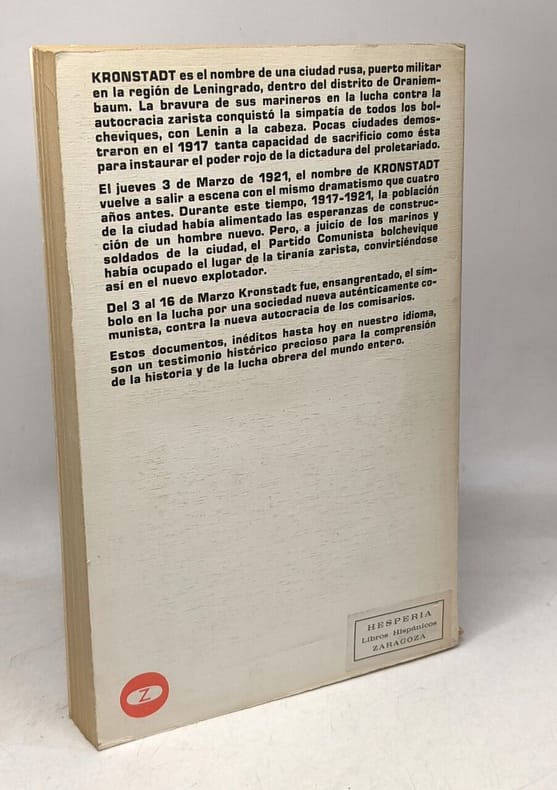 KRONSTADT es el nombre de una ciudad rusa, puerto militar
en la región de Leningrado, dentro del distrito de Oraniem-
baum. La bravura de sus marineros en la lucha contra la
autocracia zarista conquistó la simpatía de todos los bol-
cheviques, con Lenin a la cabeza. Pocas ciudades demos-
traron en el 1917 tanta capacidad de sacrificio como ésta
para instaurar el poder rojo de la dictadura del proletariado.
El jueves 3 de Marzo de 1921, el nombre de KRONSTADT
vuelve a salir a escena con el mismo dramatismo que cuatro
años antes. Durante este tiempo, 1917-1921, la población
de la ciudad había alimentado las esperanzas de construc-
ción de un hombre nuevo. Pero, a juicio de los marinos y
soldados de la ciudad, el Partido Comunista bolchevique
había ocupado el lugar de la tiranía zarista, convirtiéndose
así en el nuevo explotador.
Del 3 al 16 de Marzo Kronstadt fue, ensangrentado, el sím-
bolo en la lucha por una sociedad nueva auténticamente co-
munista, contra la nueva autocracia de los comisarios.
Estos documentos, inéditos hasta hoy en nuestro idioma,
son un testimonio histórico precioso para la comprensión
de la historia y de la lucha obrera del mundo entero.
HESPERIA
Libros Hispánicos
ZARAGOZA
Z